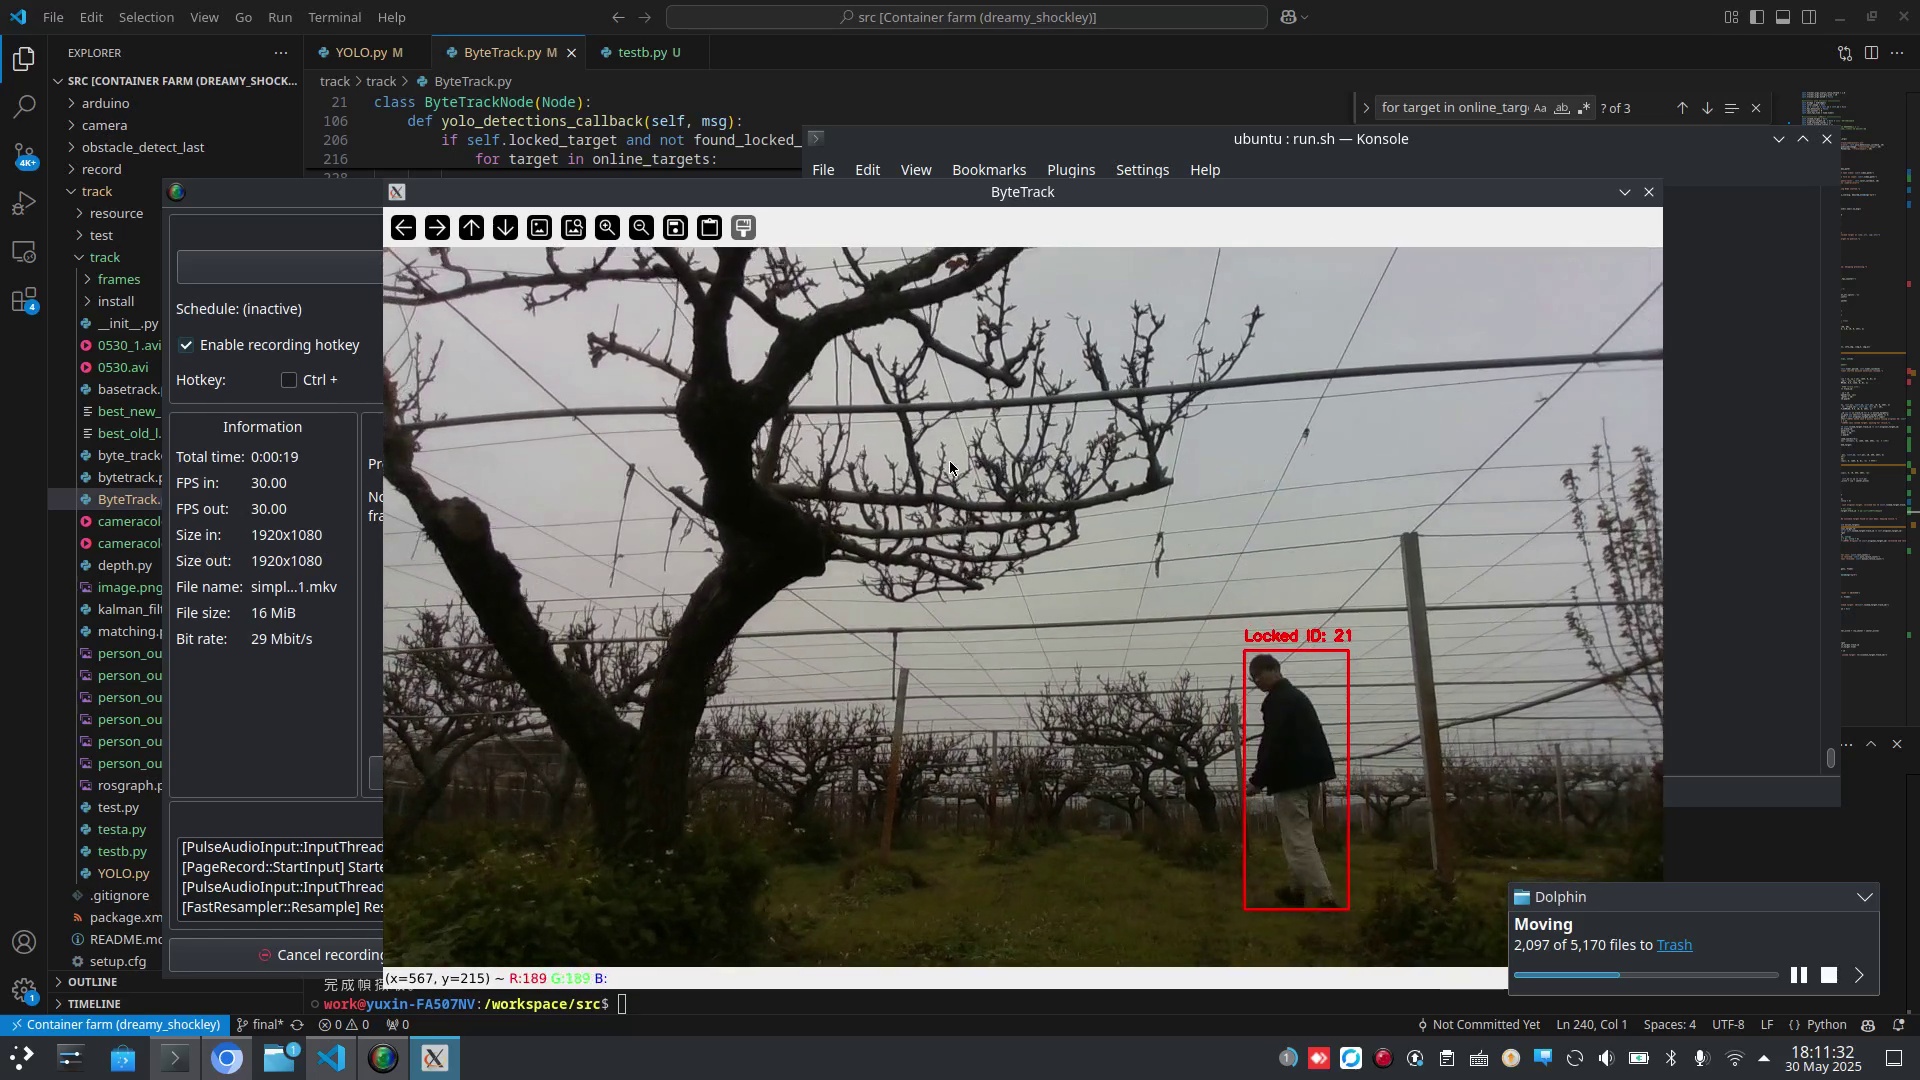 File Edit Selection View Go Run Terminal Help
src [Container farm (dreamy_shockley)]
EXPLORER
YOLO.py M
ByteTrack.py M
testb.py U
SRC [CONTAINER FARM (DREAMY_SHOCK...
track > track > ByteTrack.py
arduino
camera
obstacle_detect_last
record
track
resource
test
track
frames
install
__init__.py
0530_1.avi
0530.avi
basetrack.
best_new_
best_old_l.
byte_track
bytetrack.p
ByteTrack.
cameracol
cameracol
depth.py
image.png
kalman_filt
matching.p
person_ou
person_ou
person_ou
person_ou
person_ou
person_ou
rosgraph.p
test.py
testa.py
testb.py
YOLO.py
.gitignore
package.xm
README.md
setup.cfg
OUTLINE
TIMELINE
4K+
4
1
21 class ByteTrackNode(Node):
106 def yolo_detections_callback(self, msg):
206 if self.locked_target and not found_locked_
216 for target in online_targets:
for target in online_targ
Aa ab .*
? of 3
ubuntu : run.sh — Konsole
File Edit View Bookmarks Plugins Settings Help
ByteTrack
Schedule: (inactive)
Enable recording hotkey
Hotkey: Ctrl +
Information
Total time: 0:00:19
FPS in: 30.00
FPS out: 30.00
Size in: 1920x1080
Size out: 1920x1080
File name: simpl...1.mkv
File size: 16 MiB
Bit rate: 29 Mbit/s
[PulseAudioInput::InputThread
[PageRecord::StartInput] Starte
[PulseAudioInput::InputThread
[FastResampler::Resample] Res
Cancel recording
Locked ID: 21
(x=567, y=215) ~ R:189 G:189 B:
Dolphin
Moving
2,097 of 5,170 files to Trash
work@yuxin-FA507NV:/workspace/src$
Container farm (dreamy_shockley)
final*
0 0
0
Not Committed Yet
Ln 240, Col 1
Spaces: 4
UTF-8
LF
{} Python
1
1
18:11:32
30 May 2025